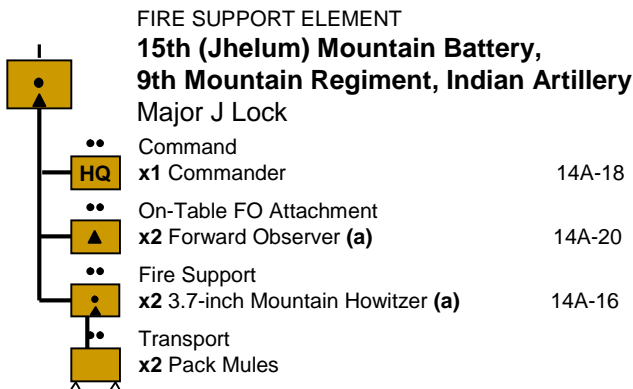 FIRE SUPPORT ELEMENT
15th (Jhelum) Mountain Battery,
9th Mountain Regiment, Indian Artillery
Major J Lock
Command
HQ x1 Commander 14A-18
On-Table FO Attachment
x2 Forward Observer (a) 14A-20
Fire Support
x2 3.7-inch Mountain Howitzer (a) 14A-16
Transport
x2 Pack Mules